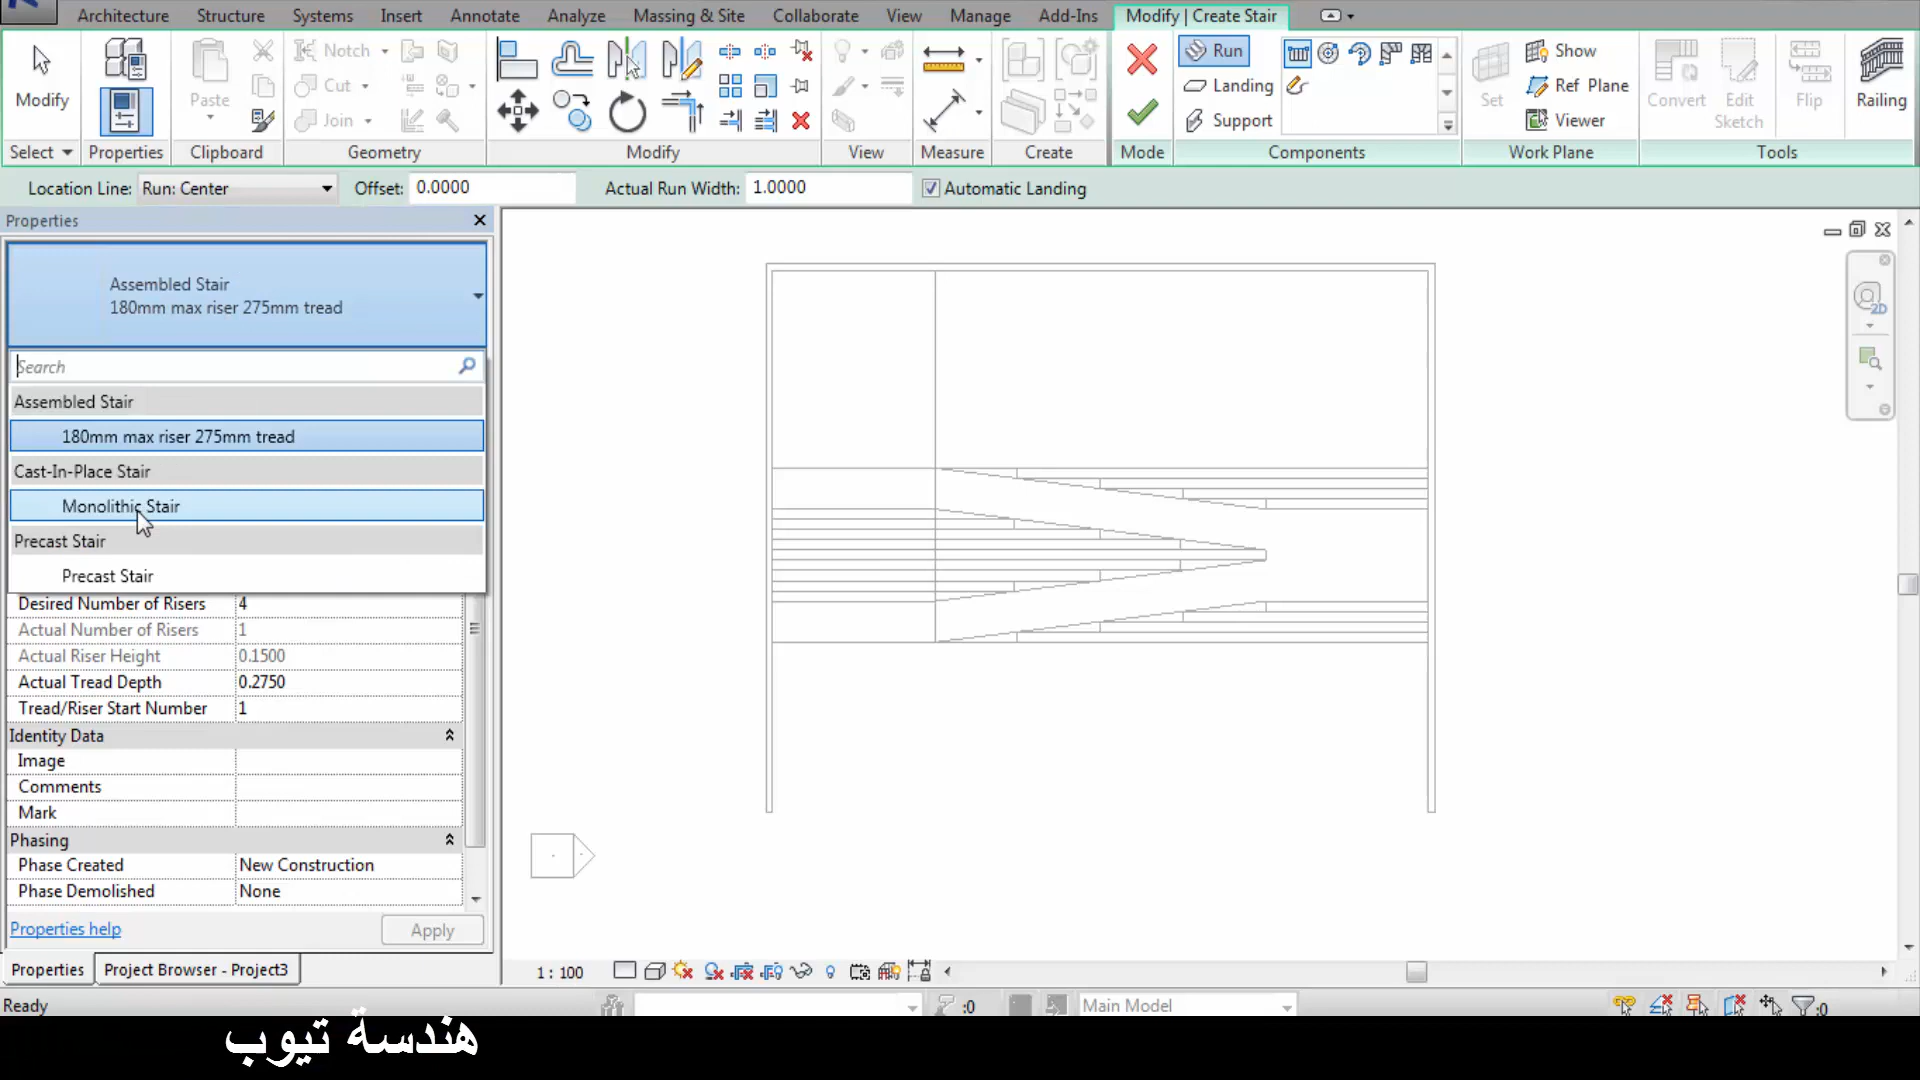 Architecture Structure Systems Insert Annotate Analyze Massing & Site Collaborate View Manage Add-Ins Modify | Create Stair
Modify Paste Notch Cut Join Run Landing Support Set Show Ref Plane Viewer Convert Edit Sketch Flip Railing
Select Properties Clipboard Geometry Modify View Measure Create Mode Components Work Plane Tools
Location Line: Run: Center Offset: 0.0000 Actual Run Width: 1.0000 Automatic Landing
Properties
Assembled Stair
180mm max riser 275mm tread
Search
Assembled Stair
180mm max riser 275mm tread
Cast-In-Place Stair
Monolithic Stair
Precast Stair
Precast Stair
Desired Number of Risers 4
Actual Number of Risers 1
Actual Riser Height 0.1500
Actual Tread Depth 0.2750
Tread/Riser Start Number 1
Identity Data
Image
Comments
Mark
Phasing
Phase Created New Construction
Phase Demolished None
Properties help Apply
Properties Project Browser - Project3
1 : 100
2D
Ready :0 Main Model :0
هندسة تيوب